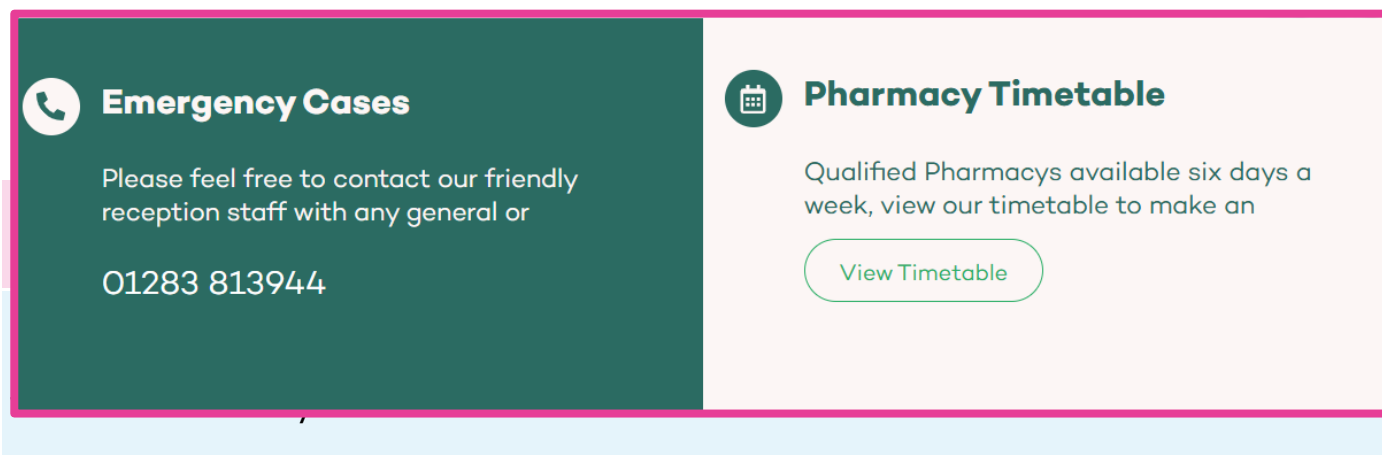 Emergency Cases
Please feel free to contact our friendly
reception staff with any general or
01283 813944
Pharmacy Timetable
Qualified Pharmacys available six days a
week, view our timetable to make an
View Timetable